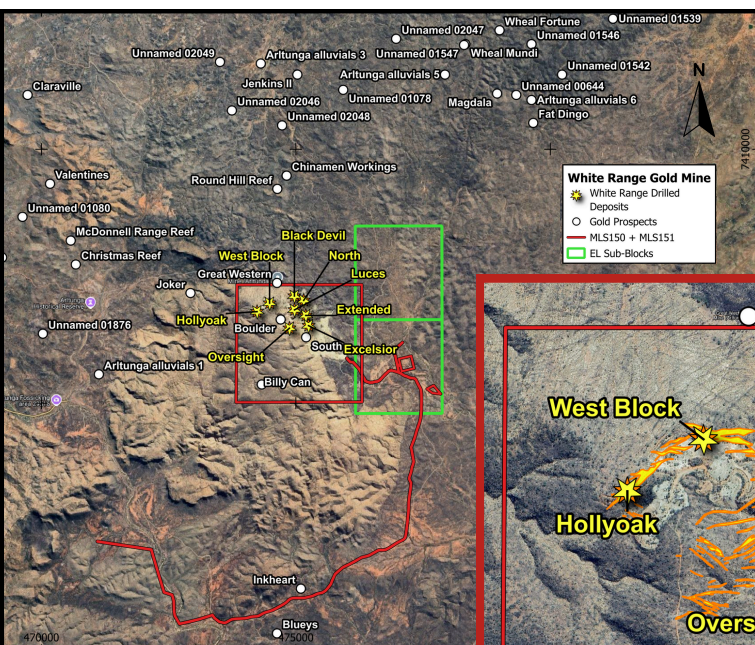 Wheal Fortune
Unnamed 01539
Unnamed 02047
Unnamed 01546
Unnamed 02049
Arltunga alluvials 3
Unnamed 01547
Wheal Mundi
Jenkins II
Arltunga alluvials 5
Unnamed 01542
Claraville
Unnamed 01078
Unnamed 00644
Magdala
Arltunga alluvials 6
Unnamed 02046
Fat Dingo
Unnamed 02048
N
7410000
Chinamen Workings
Valentines
Round Hill Reef
White Range Gold Mine
White Range Drilled
Deposits
Gold Prospects
MLS150 + MLS151
EL Sub-Blocks
Unnamed 01080
McDonnell Range Reef
Black Devil
Christmas Reef
West Block
North
Great Western
Luces
Joker
Arltunga
Historical Reserve
Hollyoak
Extended
Boulder
Unnamed 01876
South
Excelsior
Oversight
Arltunga alluvials 1
Billy Can
West Block
Hollyoak
Overs
Inkheart
Blueys
470000
475000